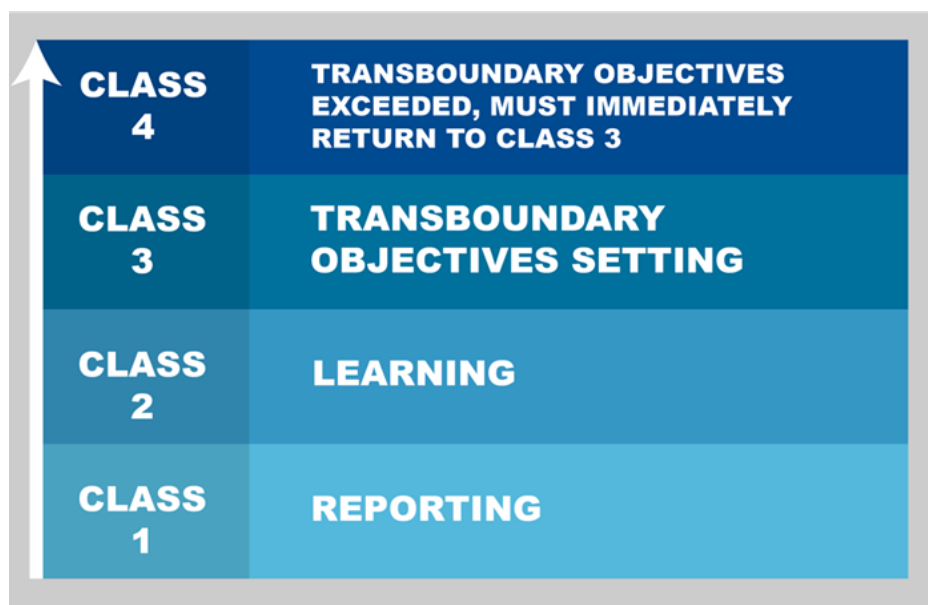 CLASS
4
TRANSBOUNDARY OBJECTIVES
EXCEEDED, MUST IMMEDIATELY
RETURN TO CLASS 3
CLASS
3
TRANSBOUNDARY
OBJECTIVES SETTING
CLASS
2
LEARNING
CLASS
1
REPORTING